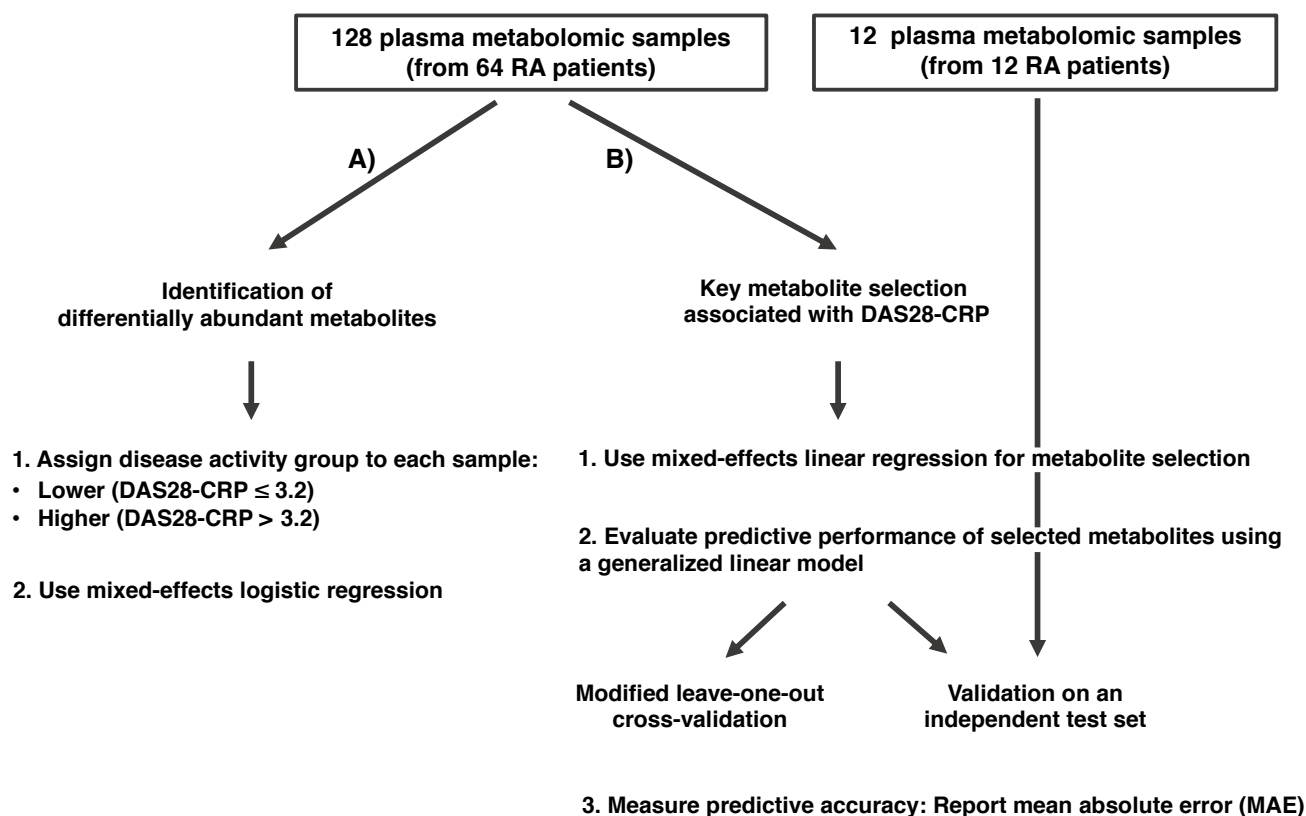 128 plasma metabolomic samples
(from 64 RA patients)
12 plasma metabolomic samples
(from 12 RA patients)
A)
B)
Identification of
differentially abundant metabolites
Key metabolite selection
associated with DAS28-CRP
1. Assign disease activity group to each sample:
• Lower (DAS28-CRP ≤ 3.2)
• Higher (DAS28-CRP > 3.2)
2. Use mixed-effects logistic regression
1. Use mixed-effects linear regression for metabolite selection
2. Evaluate predictive performance of selected metabolites using
a generalized linear model
Modified leave-one-out
cross-validation
Validation on an
independent test set
3. Measure predictive accuracy: Report mean absolute error (MAE)